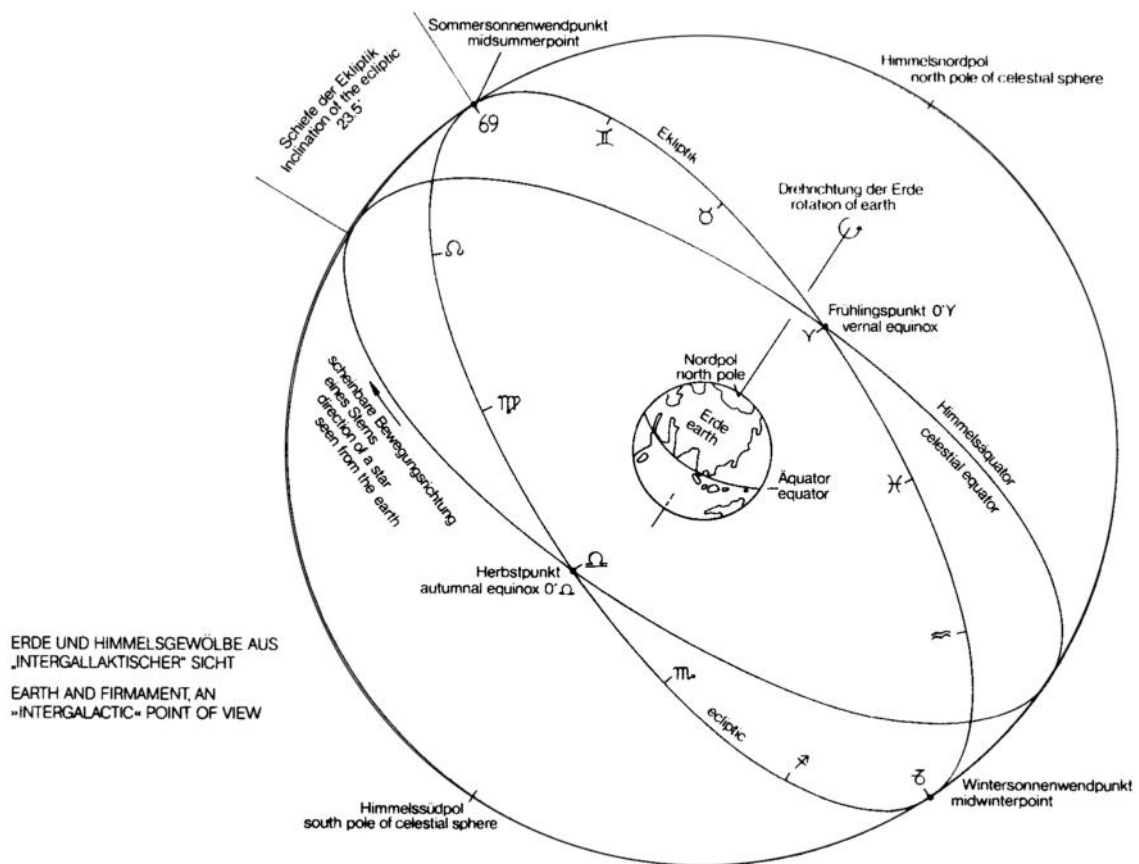 Sommersonnenwendpunkt
midsummerpoint
Himmelsnordpol
north pole of celestial sphere
Schiefe der Ekliptik
Inclination of the ecliptic
23.5°
69
♊
Ekliptik
♉
Drehrichtung der Erde
rotation of earth
♌
Frühlingspunkt 0°♈
vernal equinox
♈
Nordpol
north pole
Erde
earth
scheinbare Bewegungsrichtung
eines Sterns
direction of a star
seen from the earth
♍
Himmelsäquator
celestial equator
Äquator
equator
♓
Herbstpunkt
autumnal equinox 0°Ω
♎
♒
♏
ecliptic
♐
♑
ERDE UND HIMMELSGEWÖLBE AUS
„INTERGALLAKTISCHER" SICHT
EARTH AND FIRMAMENT, AN
»INTERGALACTIC« POINT OF VIEW
Himmelssüdpol
south pole of celestial sphere
Wintersonnenwendpunkt
midwinterpoint